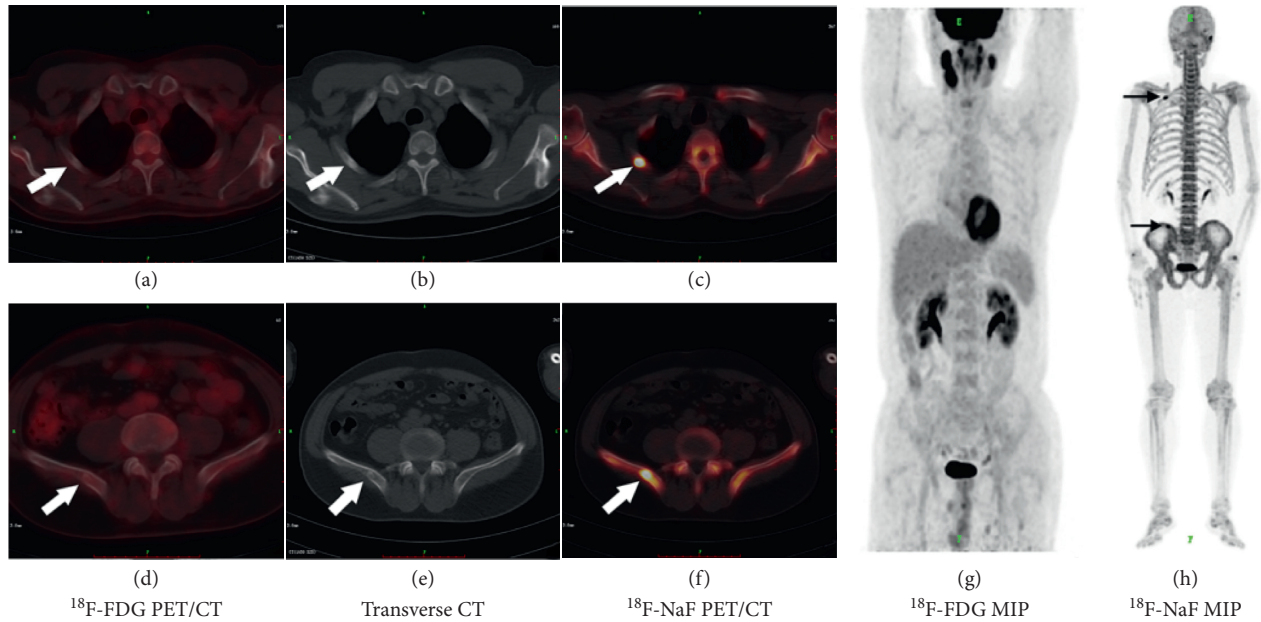 (a)
(b)
(c)
(d)
(e)
(f)
(g)
(h)
¹⁸F-FDG PET/CT
Transverse CT
¹⁸F-NaF PET/CT
¹⁸F-FDG MIP
¹⁸F-NaF MIP